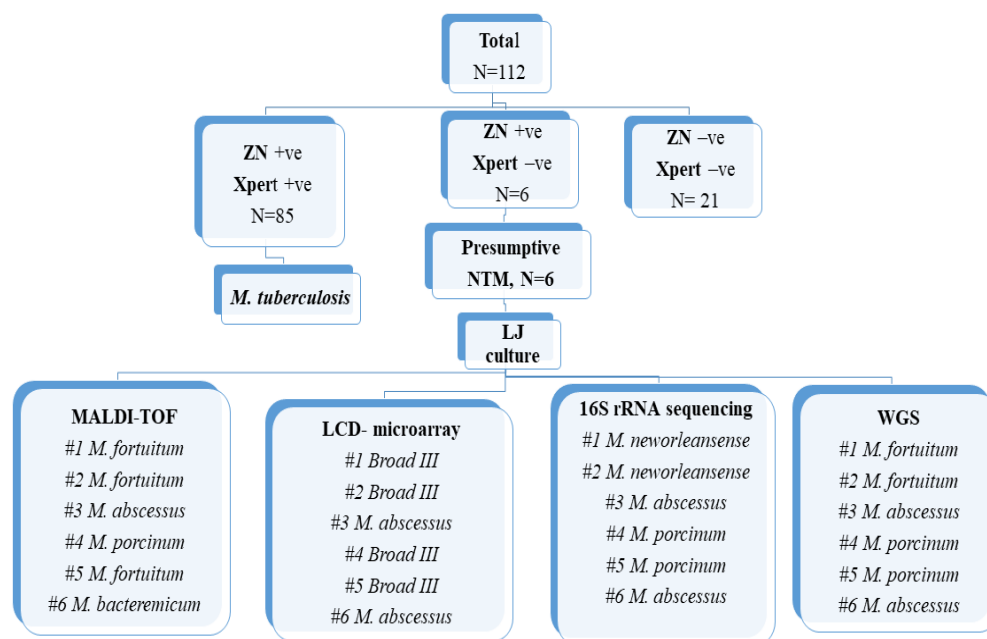 Total
N=112
ZN +ve
Xpert +ve
N=85
ZN +ve
Xpert –ve
N=6
ZN –ve
Xpert –ve
N= 21
M. tuberculosis
Presumptive
NTM, N=6
LJ
culture
MALDI-TOF
#1 M. fortuitum
#2 M. fortuitum
#3 M. abscessus
#4 M. porcinum
#5 M. fortuitum
#6 M. bacteremicum
LCD- microarray
#1 Broad III
#2 Broad III
#3 M. abscessus
#4 Broad III
#5 Broad III
#6 M. abscessus
16S rRNA sequencing
#1 M. neworleansense
#2 M. neworleansense
#3 M. abscessus
#4 M. porcinum
#5 M. porcinum
#6 M. abscessus
WGS
#1 M. fortuitum
#2 M. fortuitum
#3 M. abscessus
#4 M. porcinum
#5 M. porcinum
#6 M. abscessus